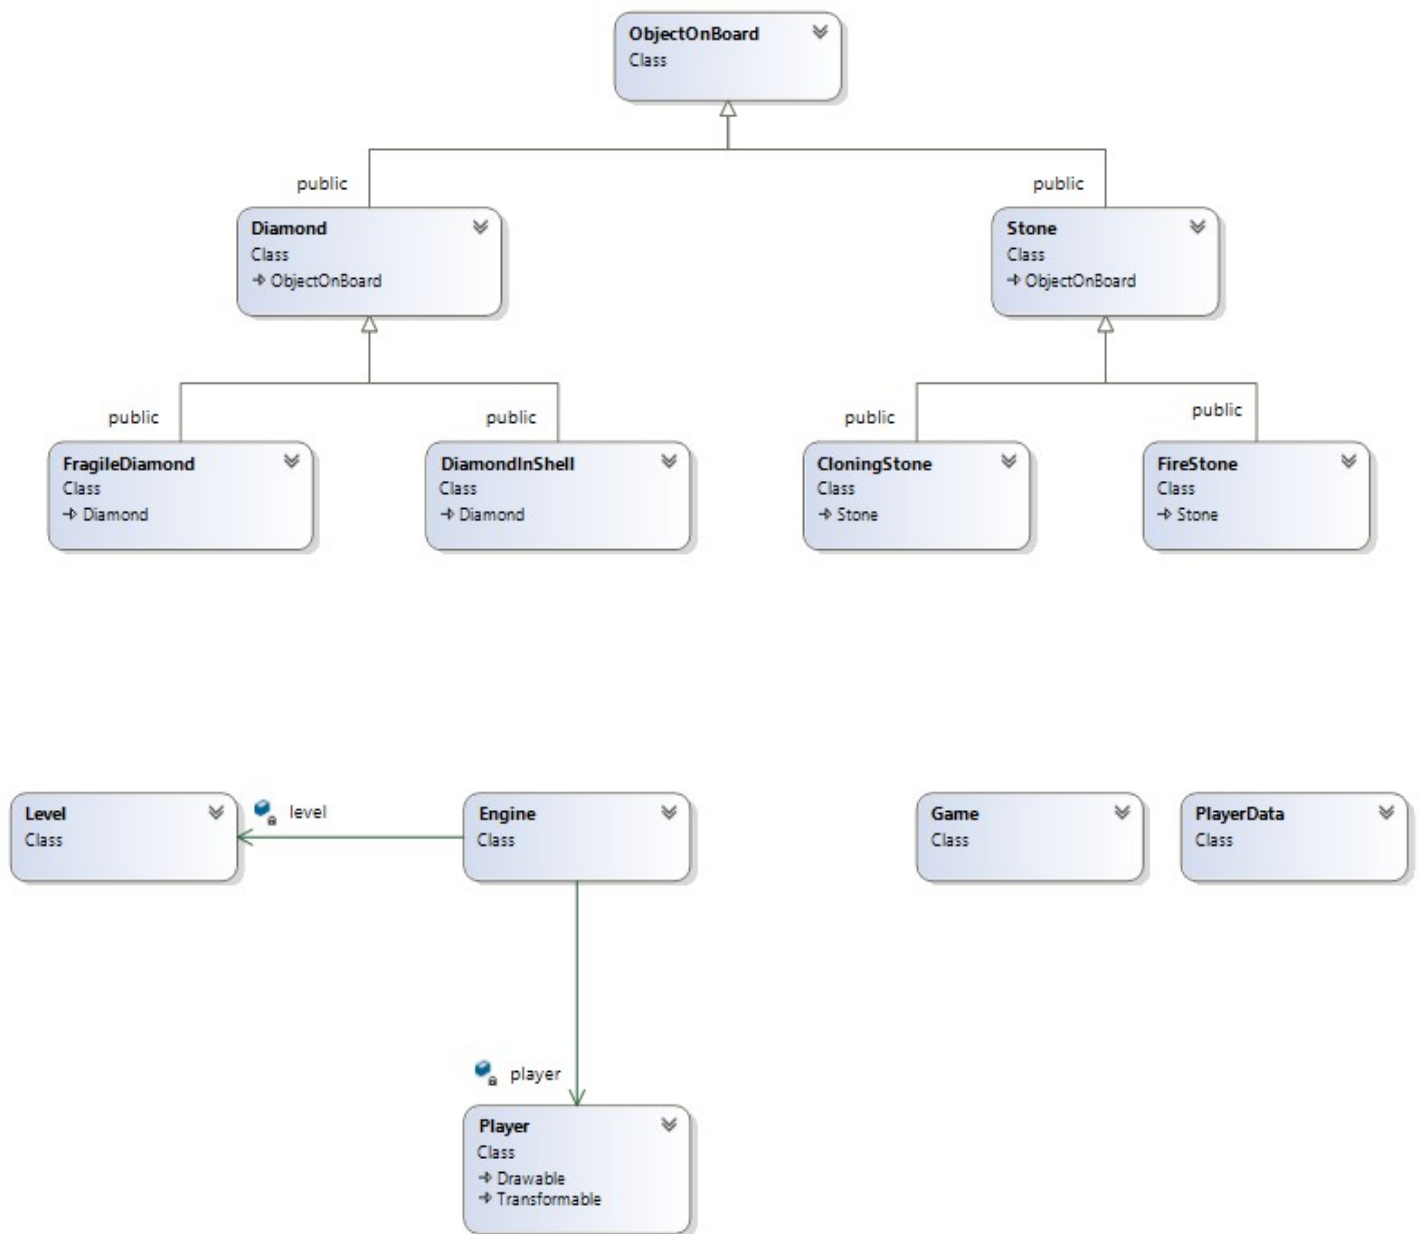 ObjectOnBoard
Class
public
public
Diamond
Class
ObjectOnBoard
Stone
Class
ObjectOnBoard
public
public
public
public
FragileDiamond
Class
Diamond
DiamondInShell
Class
Diamond
CloningStone
Class
Stone
FireStone
Class
Stone
Level
Class
level
Engine
Class
Game
Class
PlayerData
Class
player
Player
Class
Drawable
Transformable